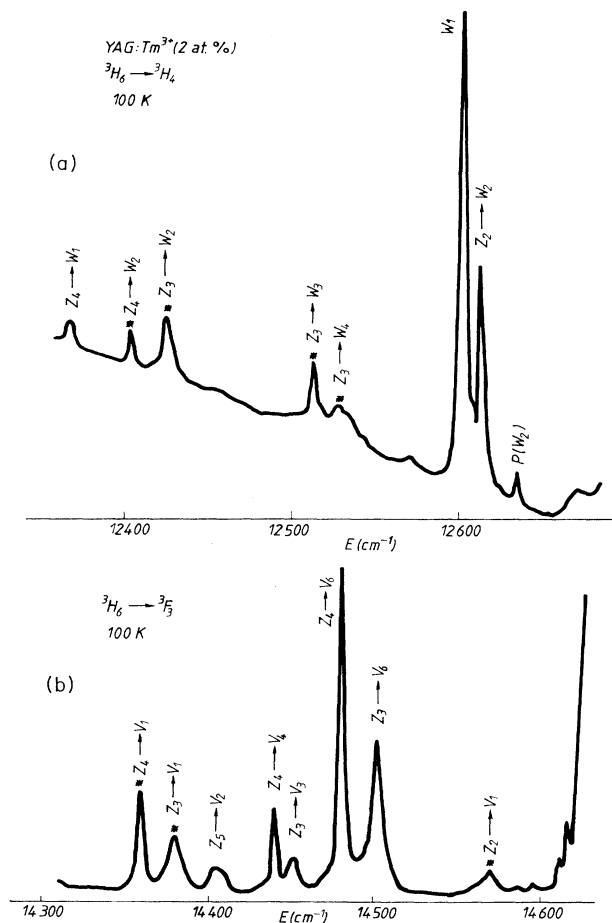 YAG: Tm³⁺ (2 at. %)
³H₆ → ³H₄
100 K
(a)
Z₄ → W₁
* Z₄ → W₂
* Z₃ → W₂
* Z₃ → W₃
* Z₃ → W₄
W₁
Z₂ → W₂
P(W₂)
12400
12500
12600
E (cm⁻¹)
³H₆ → ³F₃
100 K
(b)
* Z₄ → V₁
* Z₃ → V₁
Z₅ → V₂
Z₄ → V₄
Z₃ → V₃
Z₄ → V₆
Z₃ → V₆
* Z₂ → V₁
14.300
14.400
14.500
14.600
E (cm⁻¹)